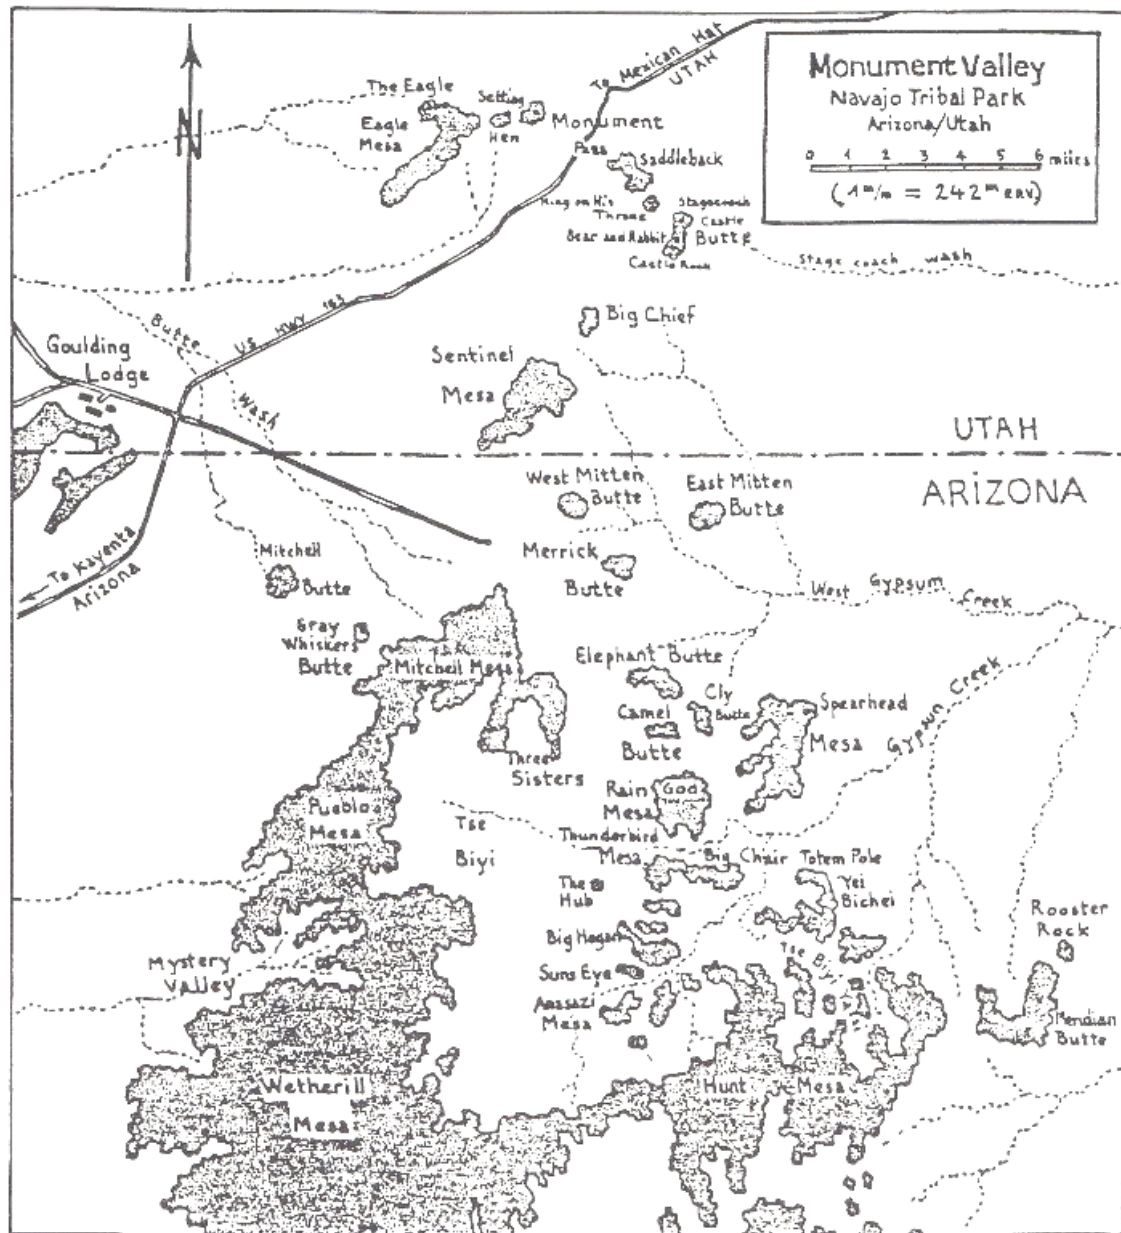 Monument Valley
Navajo Tribal Park
Arizona/Utah
0 1 2 3 4 5 6 miles
(1 m/m = 242 m env)
N
To Mexican Hat
UTAH
The Eagle
Eagle
Mesa
Setting
Hen
Monument
Pass
Saddleback
King on His
Throne
Stagecoach
Castle
Bear and Rabbit
Butte
Castle Rock
Stage coach wash
US HWY 163
Butte
Wash
Goulding
Lodge
Big Chief
Sentinel
Mesa
UTAH
ARIZONA
West Mitten
Butte
East Mitten
Butte
Merrick
Butte
To Kayenta
Arizona
Mitchell
Butte
Gray
Whiskers
Butte
Mitchell Mesa
West Gypsum Creek
Elephant Butte
Cly
Butte
Camel
Butte
Spearhead
Mesa
Gypsun Creek
Three
Sisters
Rain God
Mesa
Pueblo
Mesa
Tse
Biyi
Thunderbird
Mesa
Big Chair
Totem Pole
Yei
Bichei
The
Hub
Big Hogan
Tse Biyi
Rooster
Rock
Mystery
Valley
Suns Eye
Anasazi
Mesa
Meridian
Butte
Wetherill
Mesa
Hunt Mesa